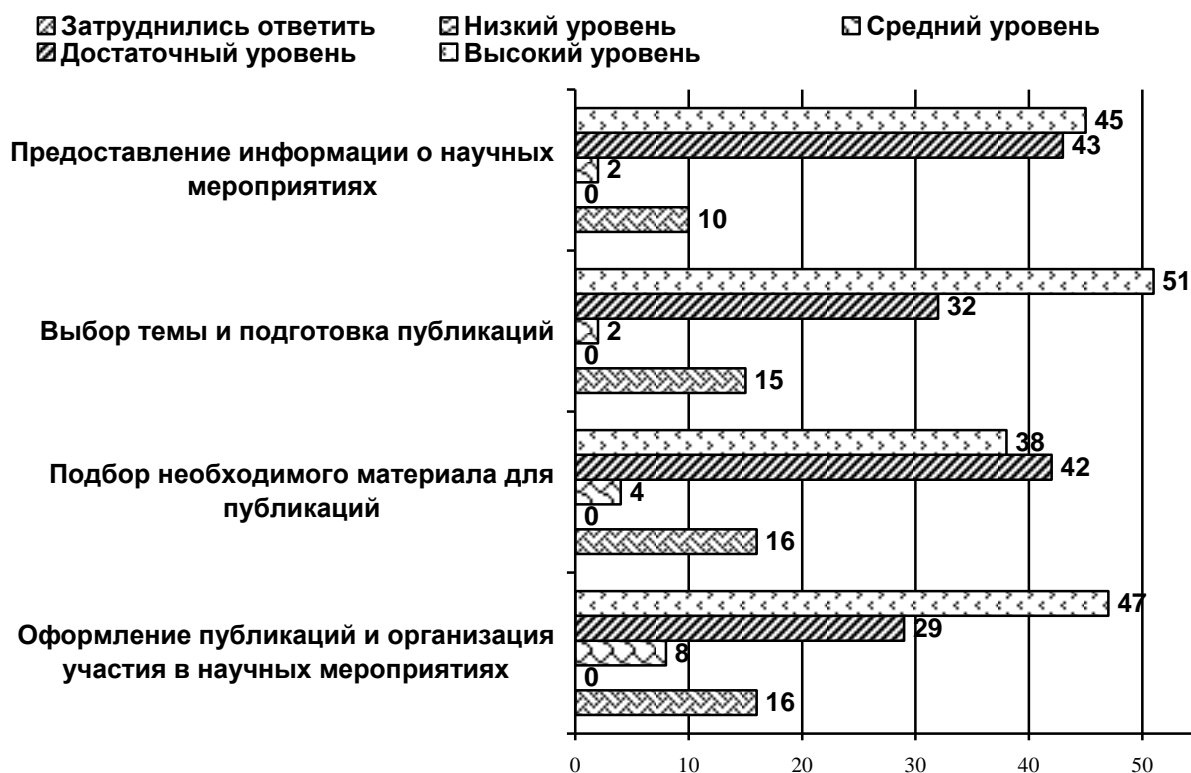 Затруднились ответить Низкий уровень Средний уровень
Достаточный уровень Высокий уровень
Предоставление информации о научных
мероприятиях
45
43
2
0
10
Выбор темы и подготовка публикаций
51
32
2
0
15
Подбор необходимого материала для
публикаций
38
42
4
0
16
Оформление публикаций и организация
участия в научных мероприятиях
47
29
8
0
16
0 10 20 30 40 50